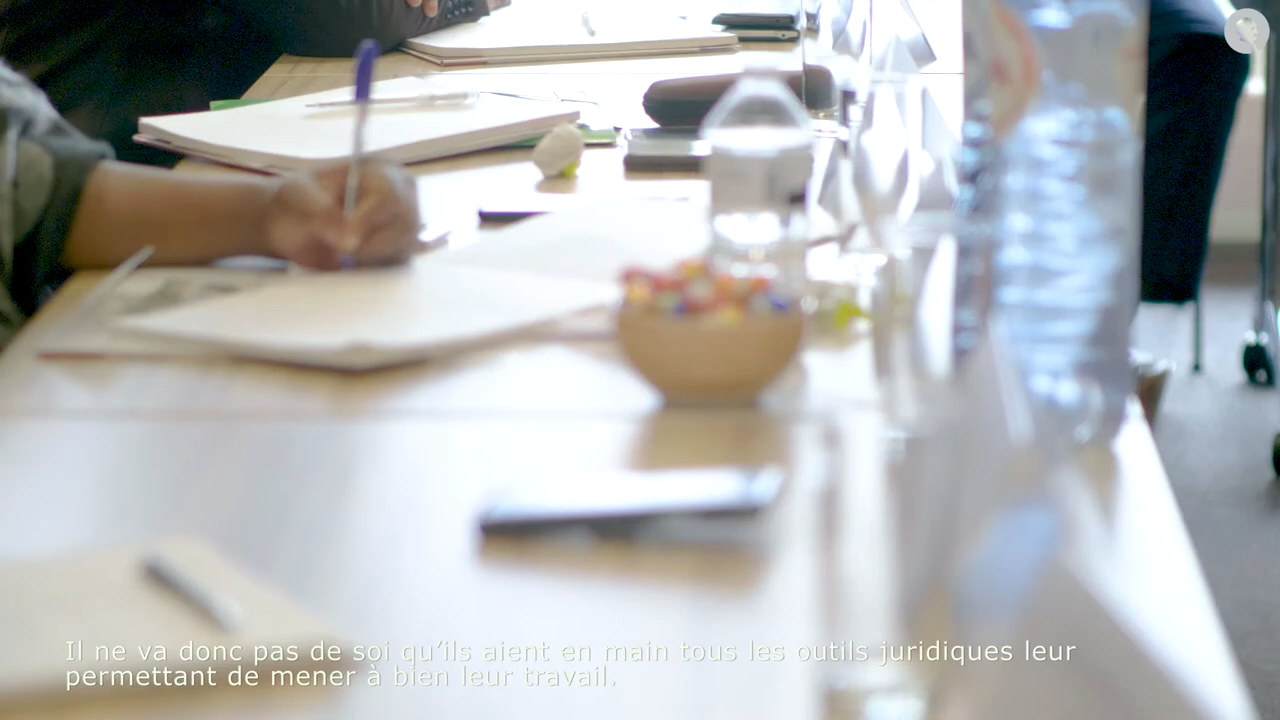 Il ne va donc pas de soi qu'ils aient en main tous les outils juridiques leur
permettant de mener à bien leur travail.